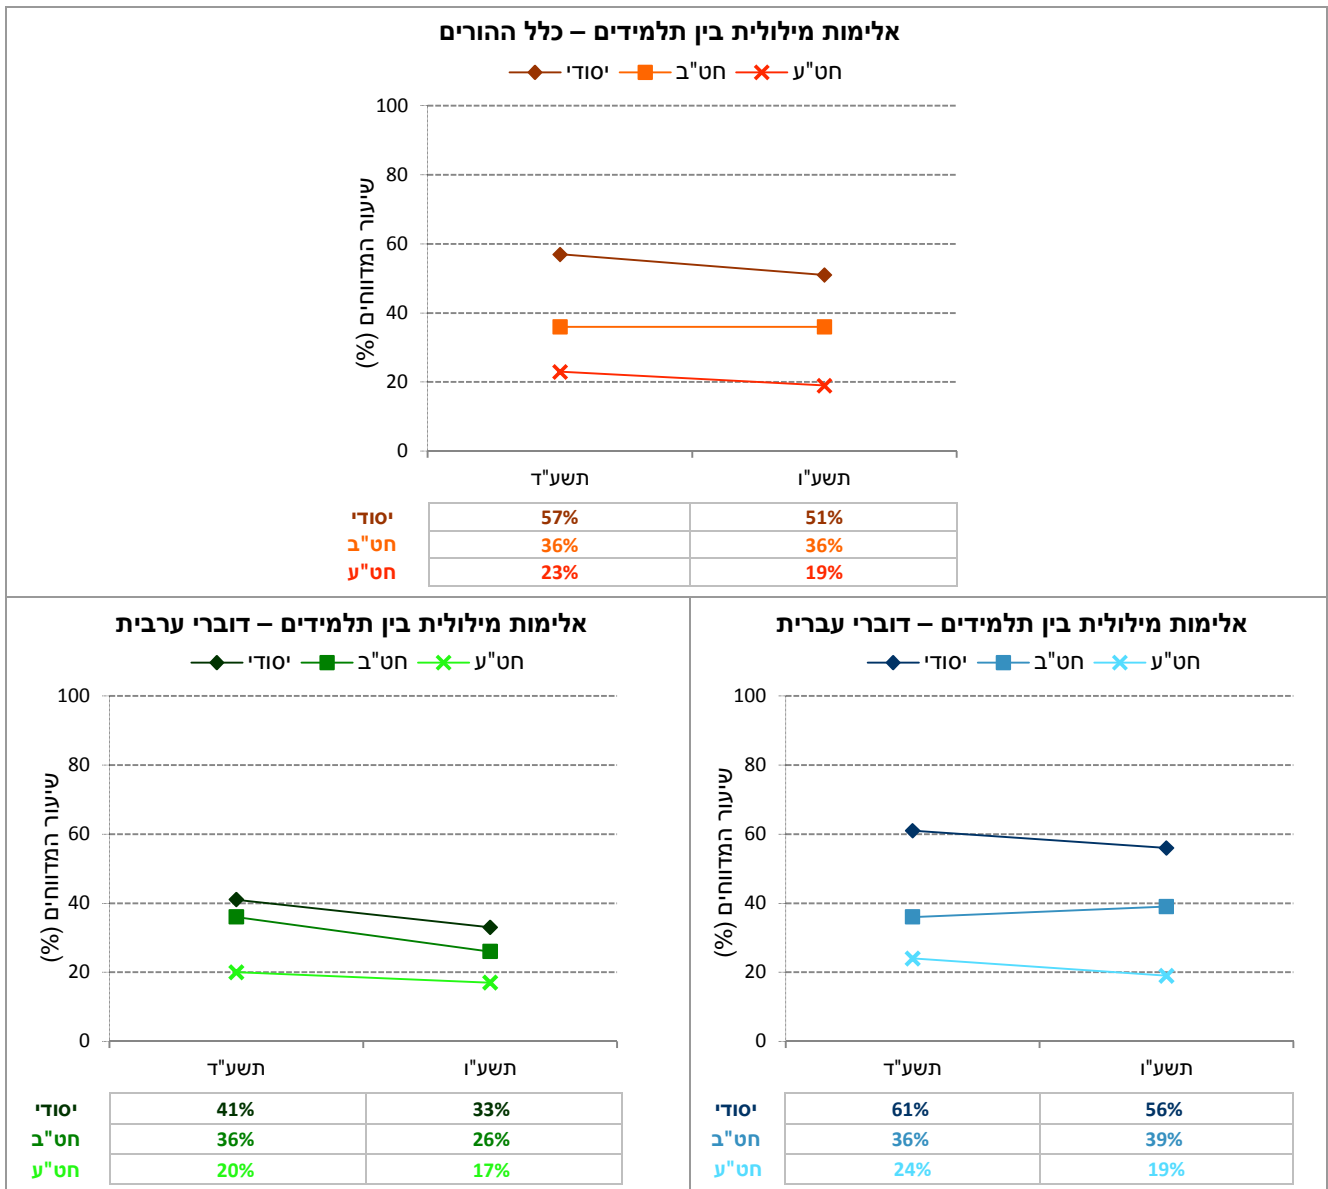 אלימות מילולית בין תלמידים – כלל ההורים
יסודי חט"ב חט"ע
שיעור המדווחים (%)
100
80
60
40
20
0
תשע"ד תשע"ו
יסודי 57% 51%
חט"ב 36% 36%
חט"ע 23% 19%
אלימות מילולית בין תלמידים – דוברי עברית
יסודי חט"ב חט"ע
שיעור המדווחים (%)
100
80
60
40
20
0
תשע"ד תשע"ו
יסודי 61% 56%
חט"ב 36% 39%
חט"ע 24% 19%
אלימות מילולית בין תלמידים – דוברי ערבית
יסודי חט"ב חט"ע
שיעור המדווחים (%)
100
80
60
40
20
0
תשע"ד תשע"ו
יסודי 41% 33%
חט"ב 36% 26%
חט"ע 20% 17%